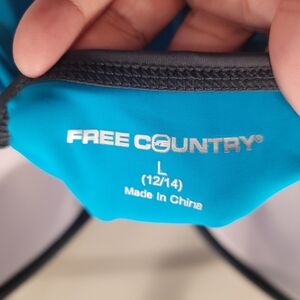 FREE COUNTRY®
L
(12/14)
Made In China